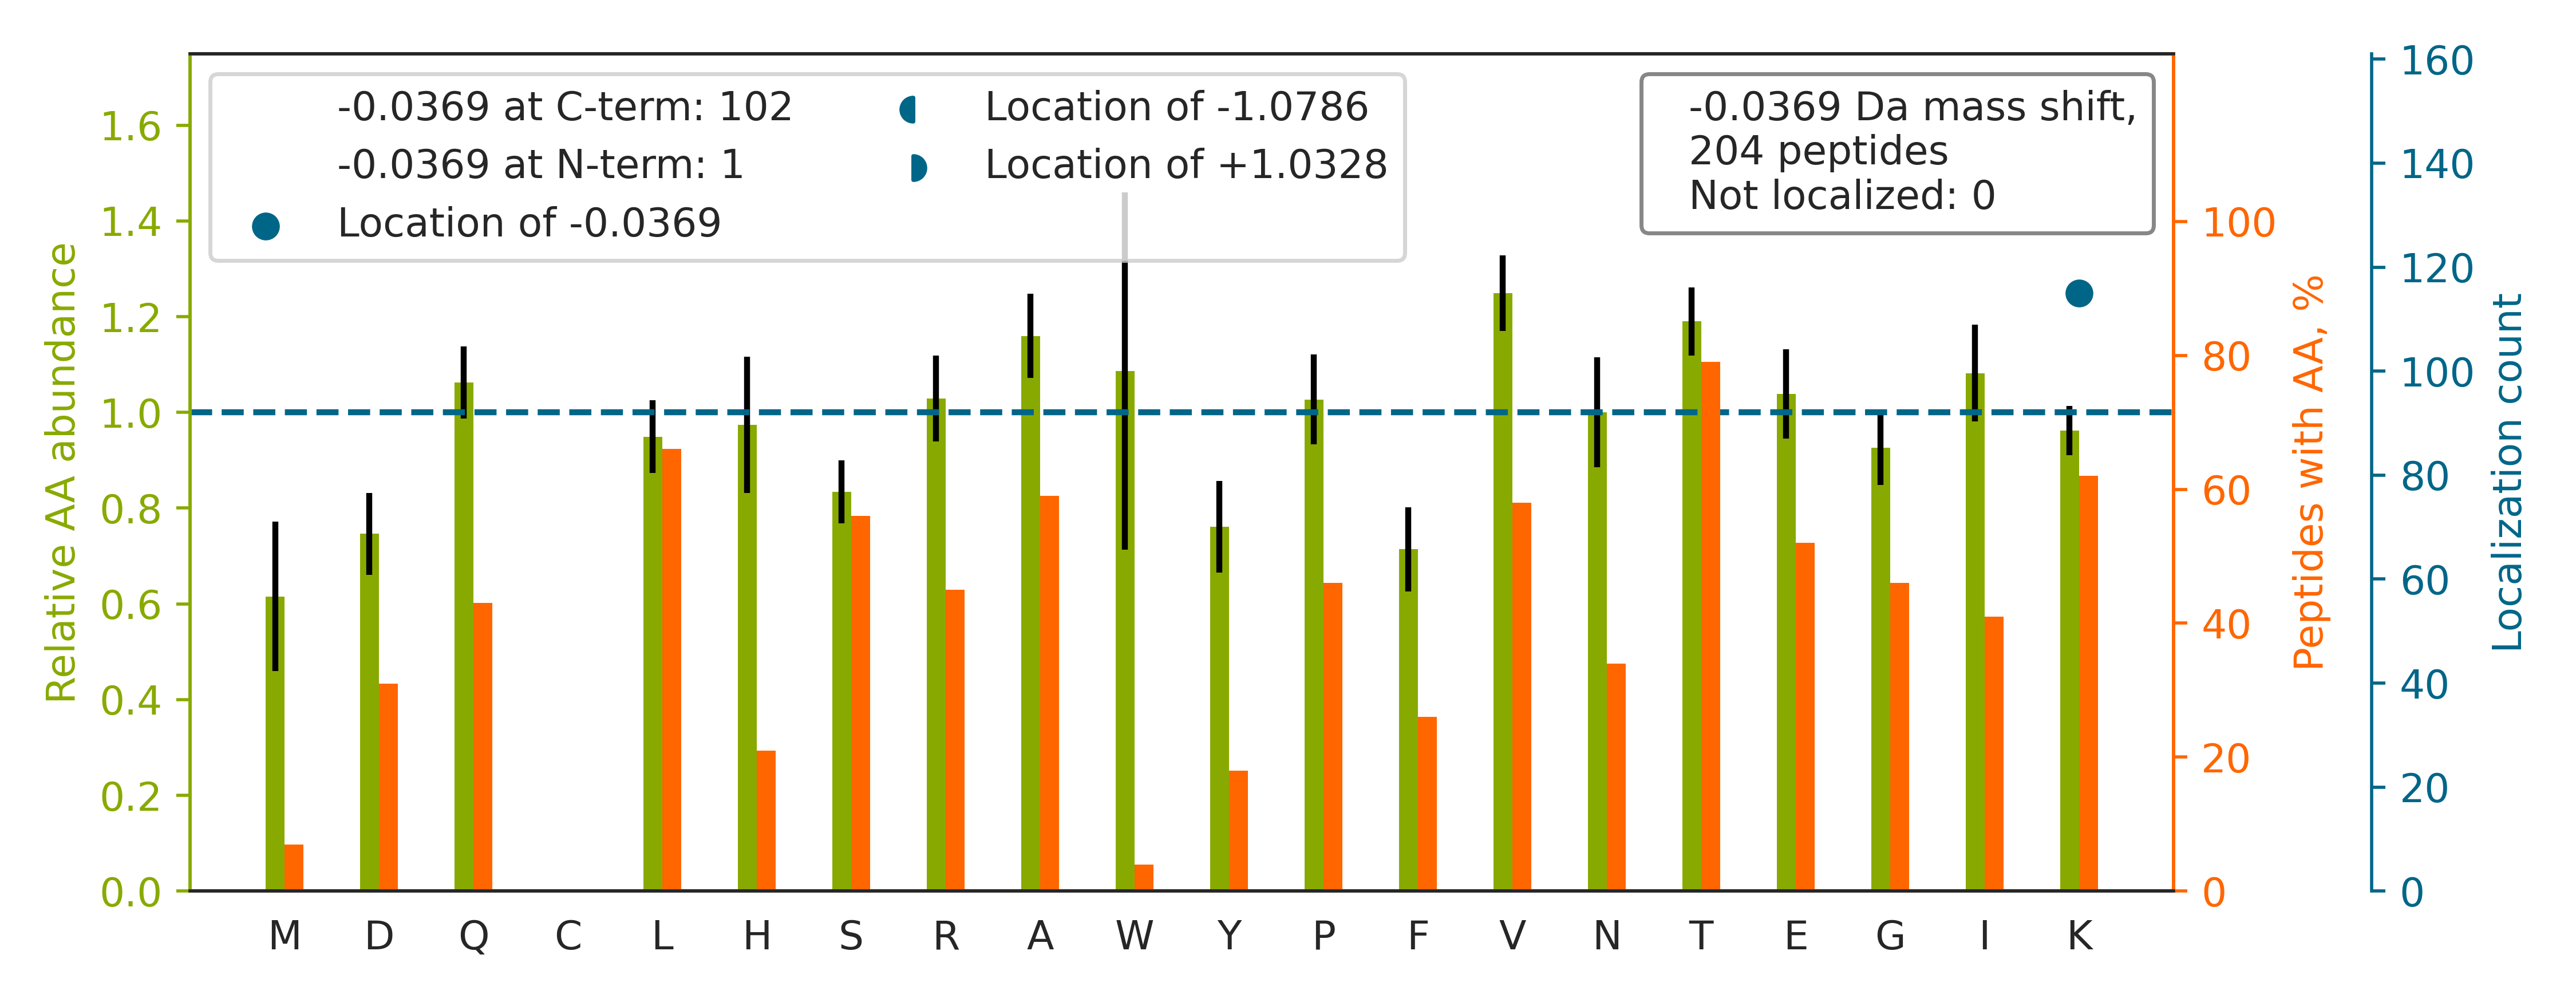 -0.0369 at C-term: 102
-0.0369 at N-term: 1
Location of -0.0369
Location of -1.0786
Location of +1.0328
-0.0369 Da mass shift,
204 peptides
Not localized: 0
Relative AA abundance
1.6
1.4
1.2
1.0
0.8
0.6
0.4
0.2
0.0
M D Q C L H S R A W Y P F V N T E G I K
100
80
60
40
20
0
Peptides with AA, %
160
140
120
100
80
60
40
20
0
Localization count